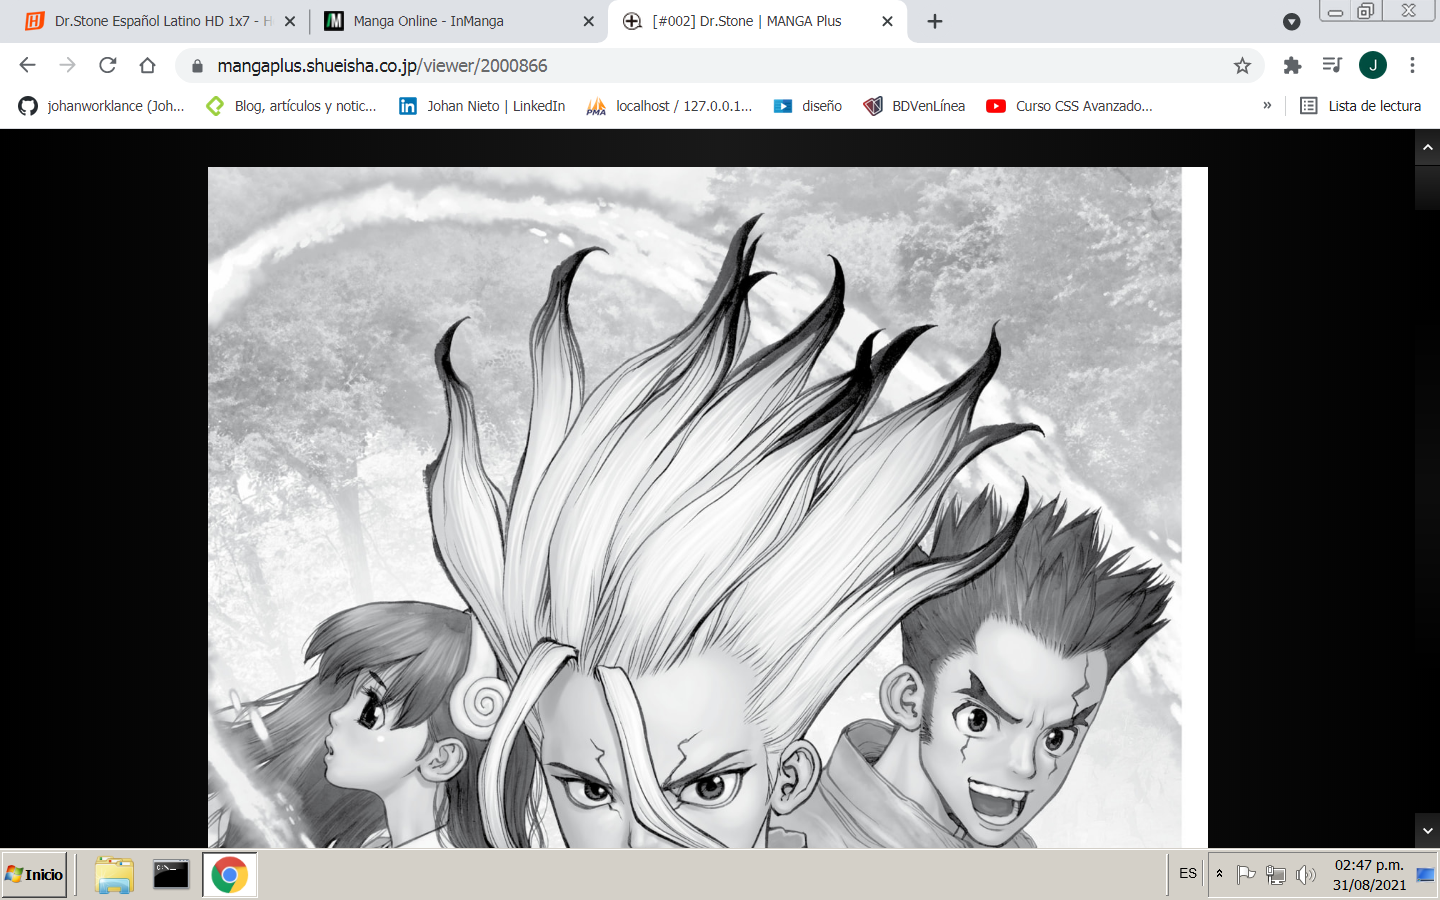 Dr.Stone Español Latino HD 1x7 - H
Manga Online - InManga
[#002] Dr.Stone | MANGA Plus
mangaplus.shueisha.co.jp/viewer/2000866
J
johanworklance (Joh...
Blog, artículos y notic...
Johan Nieto | LinkedIn
localhost / 127.0.0.1...
diseño
BDVenLínea
Curso CSS Avanzado...
»
Lista de lectura
Inicio
ES
02:47 p.m.
31/08/2021